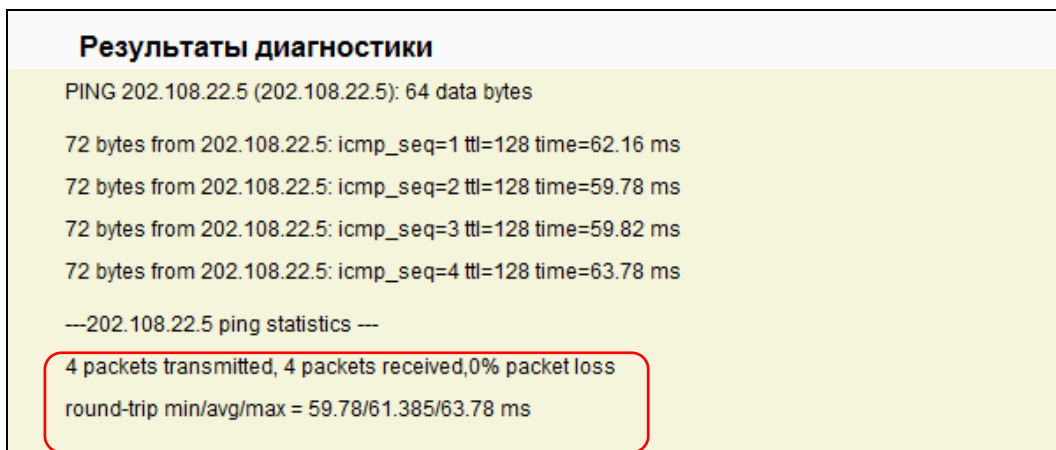 Результаты диагностики
PING 202.108.22.5 (202.108.22.5): 64 data bytes
72 bytes from 202.108.22.5: icmp_seq=1 ttl=128 time=62.16 ms
72 bytes from 202.108.22.5: icmp_seq=2 ttl=128 time=59.78 ms
72 bytes from 202.108.22.5: icmp_seq=3 ttl=128 time=59.82 ms
72 bytes from 202.108.22.5: icmp_seq=4 ttl=128 time=63.78 ms
---202.108.22.5 ping statistics ---
4 packets transmitted, 4 packets received,0% packet loss
round-trip min/avg/max = 59.78/61.385/63.78 ms